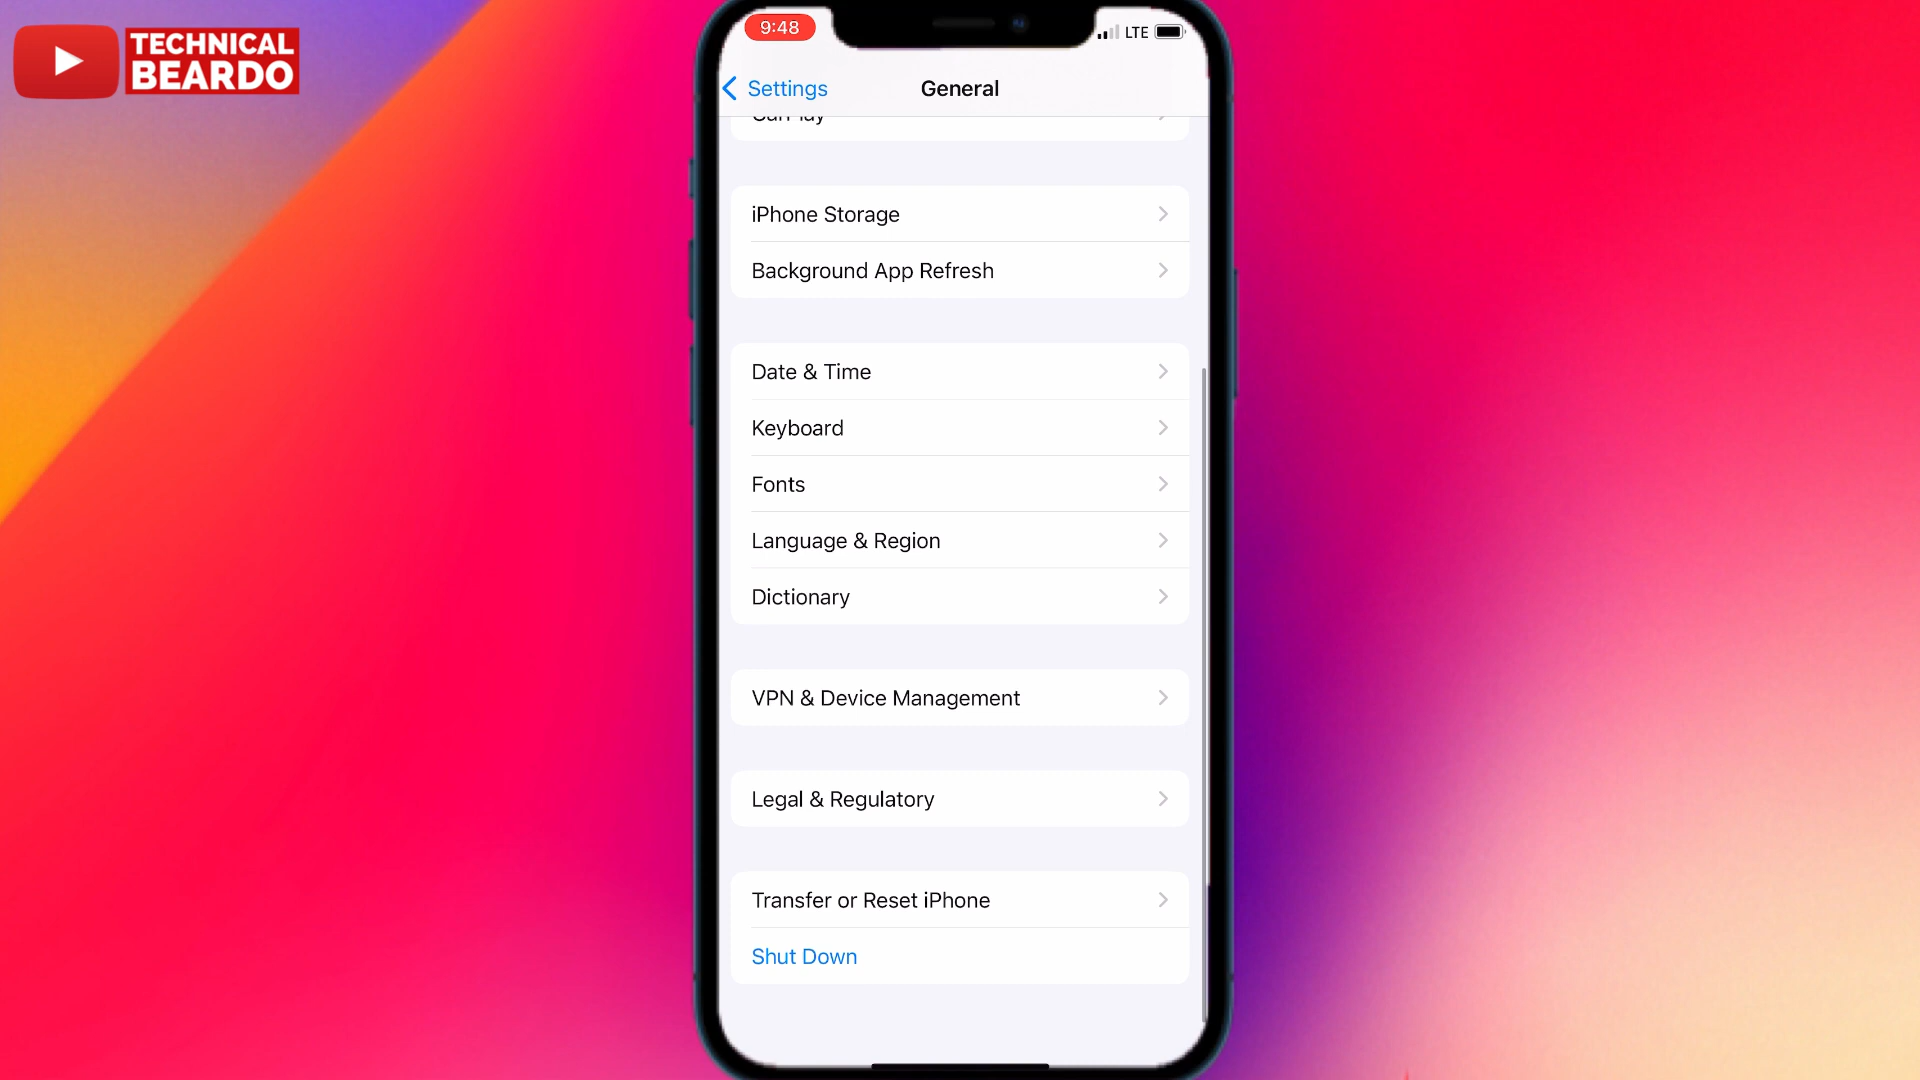 TECHNICAL
BEARDO
9:48
LTE
Settings
General
CarPlay
iPhone Storage
Background App Refresh
Date & Time
Keyboard
Fonts
Language & Region
Dictionary
VPN & Device Management
Legal & Regulatory
Transfer or Reset iPhone
Shut Down